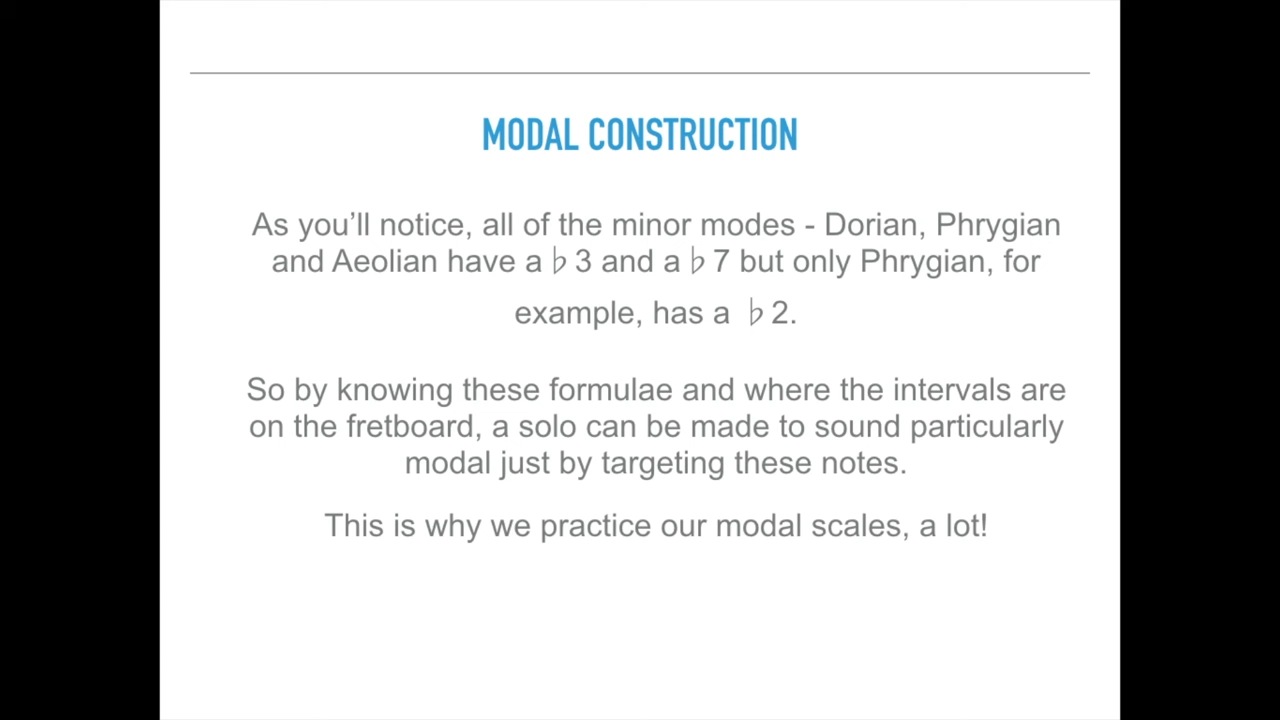 MODAL CONSTRUCTION
As you’ll notice, all of the minor modes - Dorian, Phrygian
and Aeolian have a ♭3 and a ♭7 but only Phrygian, for
example, has a ♭2.
So by knowing these formulae and where the intervals are
on the fretboard, a solo can be made to sound particularly
modal just by targeting these notes.
This is why we practice our modal scales, a lot!